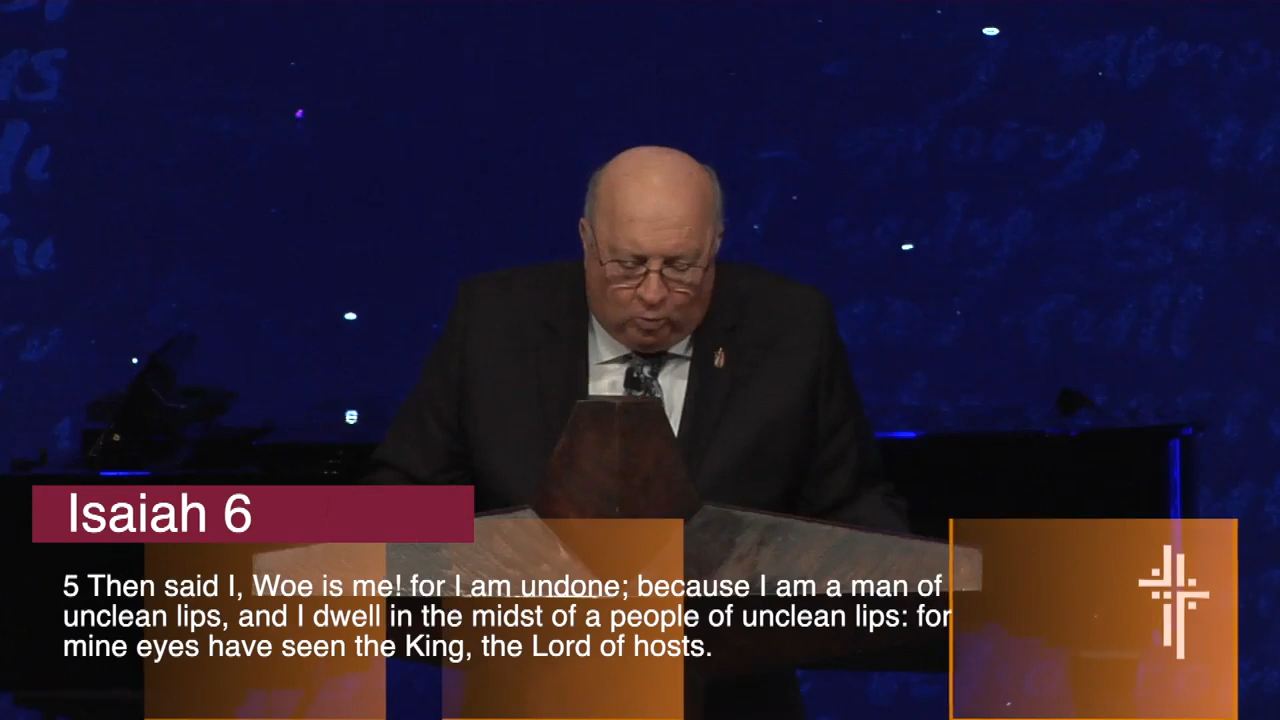 Isaiah 6
5 Then said I, Woe is me! for I am undone; because I am a man of
unclean lips, and I dwell in the midst of a people of unclean lips: for
mine eyes have seen the King, the Lord of hosts.